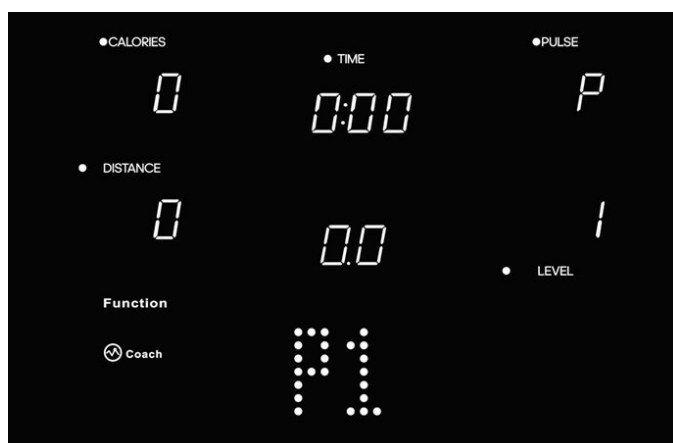 CALORIES
TIME
PULSE
0
0:00
P
DISTANCE
0
0.0
1
LEVEL
Function
Coach
P1